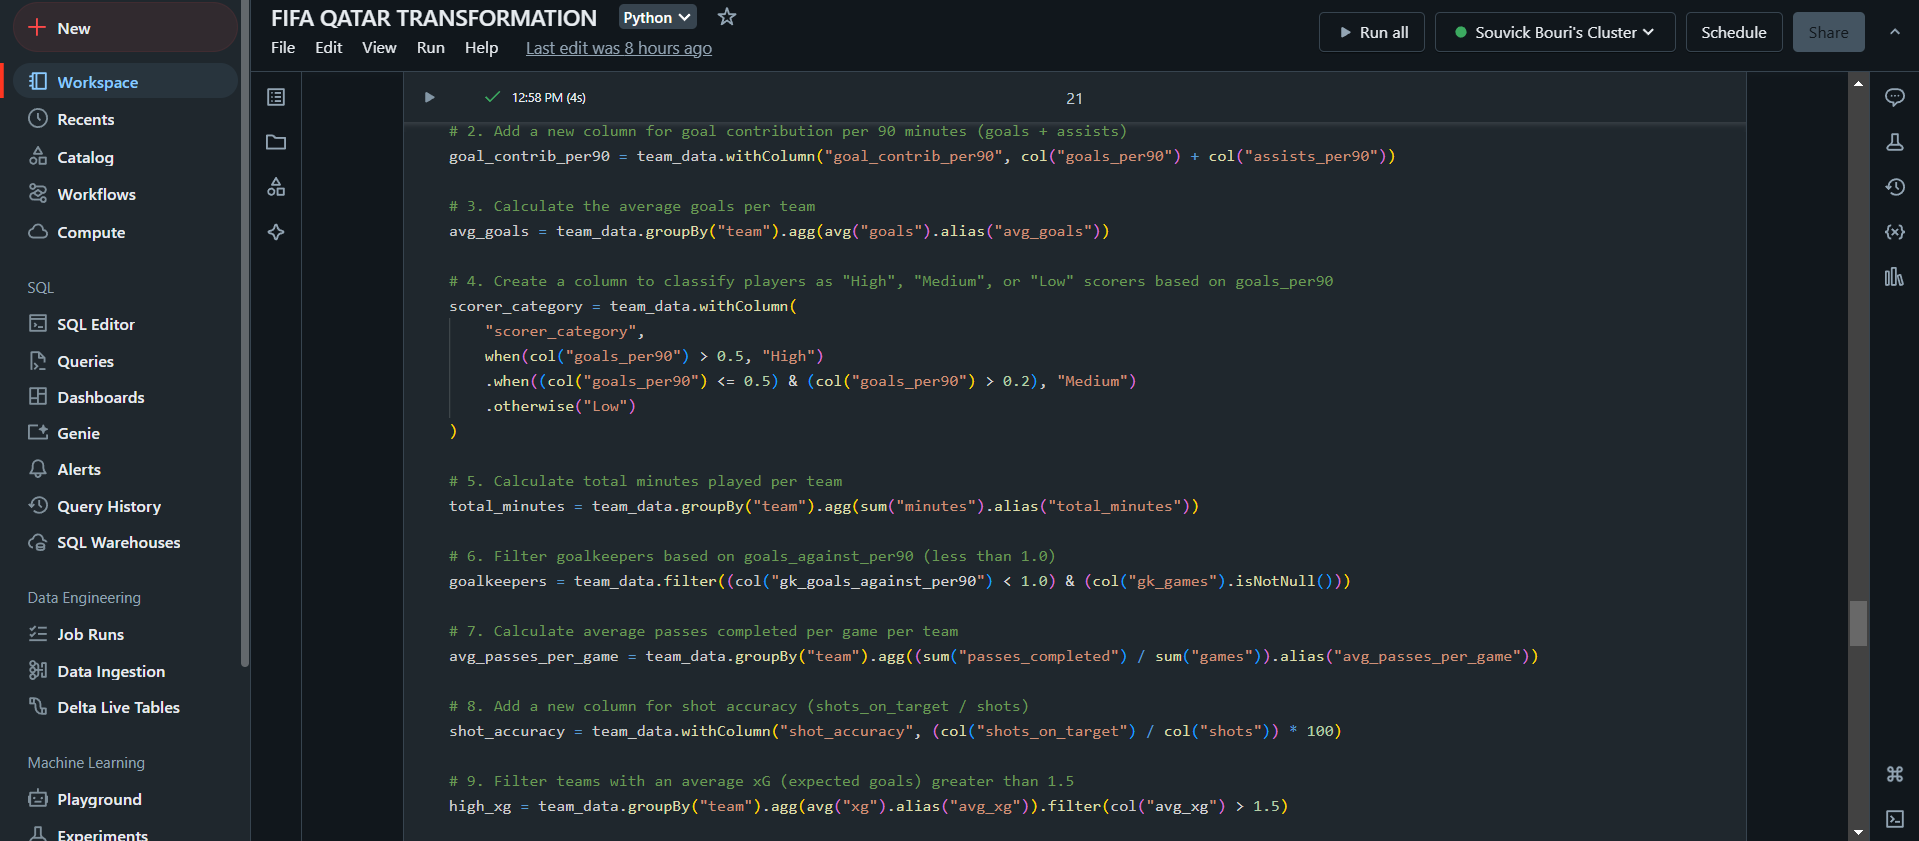 New
Workspace
Recents
Catalog
Workflows
Compute
SQL
SQL Editor
Queries
Dashboards
Genie
Alerts
Query History
SQL Warehouses
Data Engineering
Job Runs
Data Ingestion
Delta Live Tables
Machine Learning
Playground
Experiments
FIFA QATAR TRANSFORMATION Python
File Edit View Run Help Last edit was 8 hours ago
Run all Souvick Bouri's Cluster Schedule Share
12:58 PM (4s) 21
# 2. Add a new column for goal contribution per 90 minutes (goals + assists)
goal_contrib_per90 = team_data.withColumn("goal_contrib_per90", col("goals_per90") + col("assists_per90"))
# 3. Calculate the average goals per team
avg_goals = team_data.groupBy("team").agg(avg("goals").alias("avg_goals"))
# 4. Create a column to classify players as "High", "Medium", or "Low" scorers based on goals_per90
scorer_category = team_data.withColumn(
"scorer_category",
when(col("goals_per90") > 0.5, "High")
.when((col("goals_per90") <= 0.5) & (col("goals_per90") > 0.2), "Medium")
.otherwise("Low")
)
# 5. Calculate total minutes played per team
total_minutes = team_data.groupBy("team").agg(sum("minutes").alias("total_minutes"))
# 6. Filter goalkeepers based on goals_against_per90 (less than 1.0)
goalkeepers = team_data.filter((col("gk_goals_against_per90") < 1.0) & (col("gk_games").isNotNull()))
# 7. Calculate average passes completed per game per team
avg_passes_per_game = team_data.groupBy("team").agg((sum("passes_completed") / sum("games")).alias("avg_passes_per_game"))
# 8. Add a new column for shot accuracy (shots_on_target / shots)
shot_accuracy = team_data.withColumn("shot_accuracy", (col("shots_on_target") / col("shots")) * 100)
# 9. Filter teams with an average xG (expected goals) greater than 1.5
high_xg = team_data.groupBy("team").agg(avg("xg").alias("avg_xg")).filter(col("avg_xg") > 1.5)